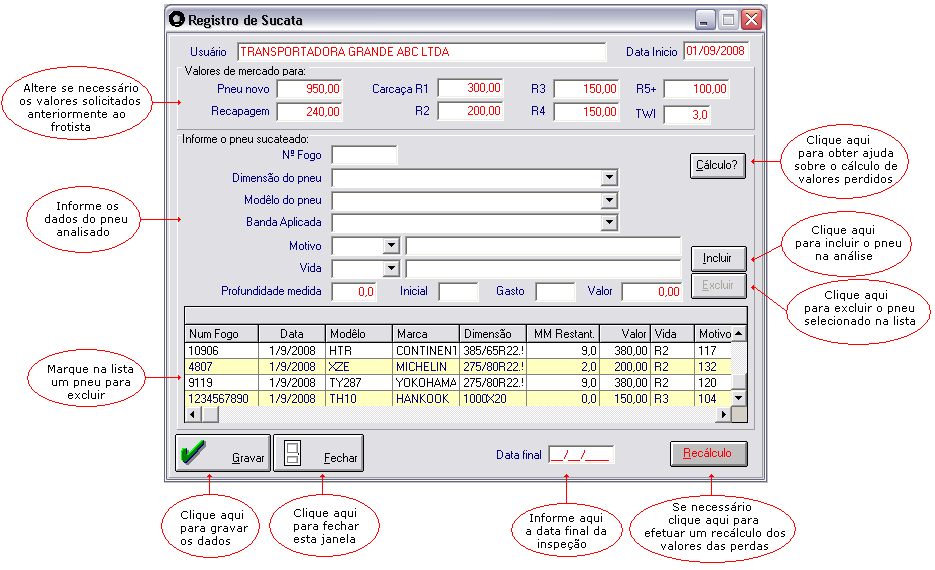 Registro de Sucata
Usuário TRANSPORTADORA GRANDE ABC LTDA Data Inicio 01/09/2008
Valores de mercado para:
Pneu novo 950,00 Carcaça R1 300,00 R3 150,00 R5+ 100,00
Recapagem 240,00 R2 200,00 R4 150,00 TWI 3,0
Altere se necessário
os valores solicitados
anteriormente ao
frotista
Informe o pneu sucateado:
Nº Fogo
Dimensão do pneu
Modêlo do pneu
Banda Aplicada
Motivo
Vida
Profundidade medida 0,0 Inicial Gasto Valor 0,00
Cálculo?
Incluir
Excluir
Clique aqui
para obter ajuda
sobre o cálculo de
valores perdidos
Informe os
dados do pneu
analisado
Clique aqui
para incluir o pneu
na análise
Clique aqui
para excluir o pneu
selecionado na lista
Num Fogo Data Modêlo Marca Dimensão MM Restant. Valor Vida Motivo
10906 1/9/2008 HTR CONTINENT 385/65R22.! 9,0 380,00 R2 117
4807 1/9/2008 XZE MICHELIN 275/80R22.! 2,0 200,00 R2 132
9119 1/9/2008 TY287 YOKOHAMA 275/80R22.! 9,0 380,00 R2 120
1234567890 1/9/2008 TH10 HANKOOK 1000X20 0,0 150,00 R3 104
Marque na lista
um pneu para
excluir
Gravar
Fechar
Data final __/__/____
Recálculo
Clique aqui
para gravar
os dados
Clique aqui
para fechar
esta janela
Informe aqui
a data final da
inspeção
Se necessário
clique aqui para
efetuar um recálculo dos
valores das perdas